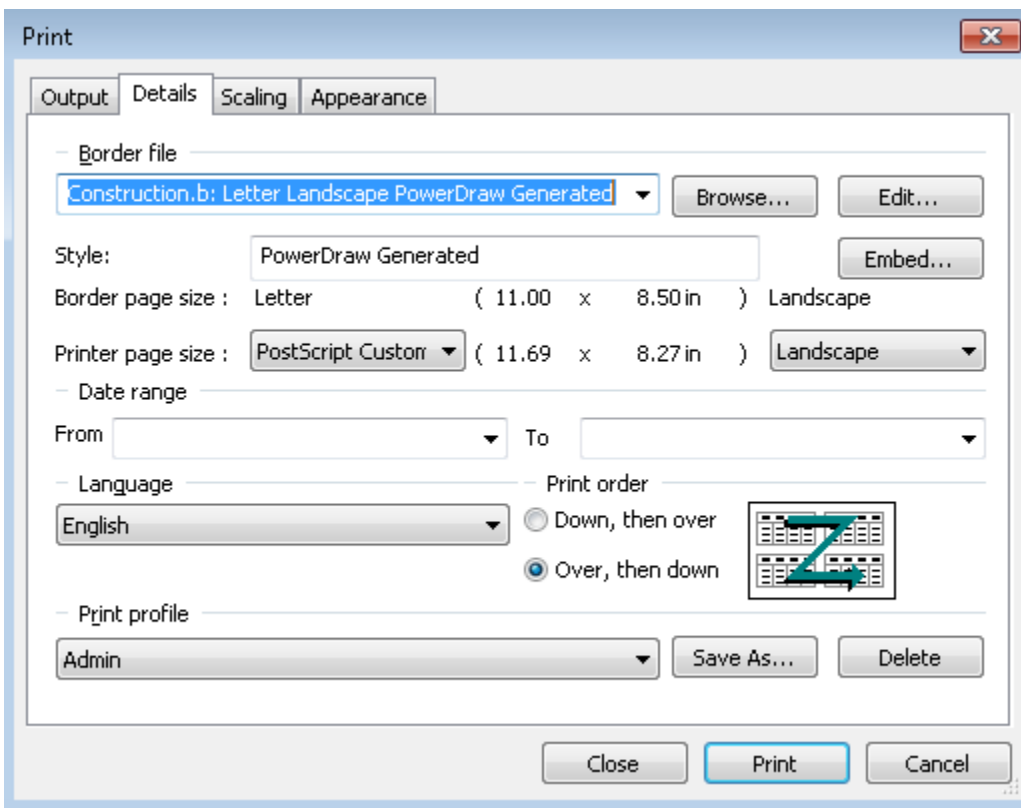 Print
Output Details Scaling Appearance
Border file
Construction.b: Letter Landscape PowerDraw Generated Browse... Edit...
Style: PowerDraw Generated Embed...
Border page size : Letter ( 11.00 x 8.50 in ) Landscape
Printer page size : PostScript Custom ( 11.69 x 8.27 in ) Landscape
Date range
From To
Language Print order
English Down, then over
Over, then down
Print profile
Admin Save As... Delete
Close Print Cancel